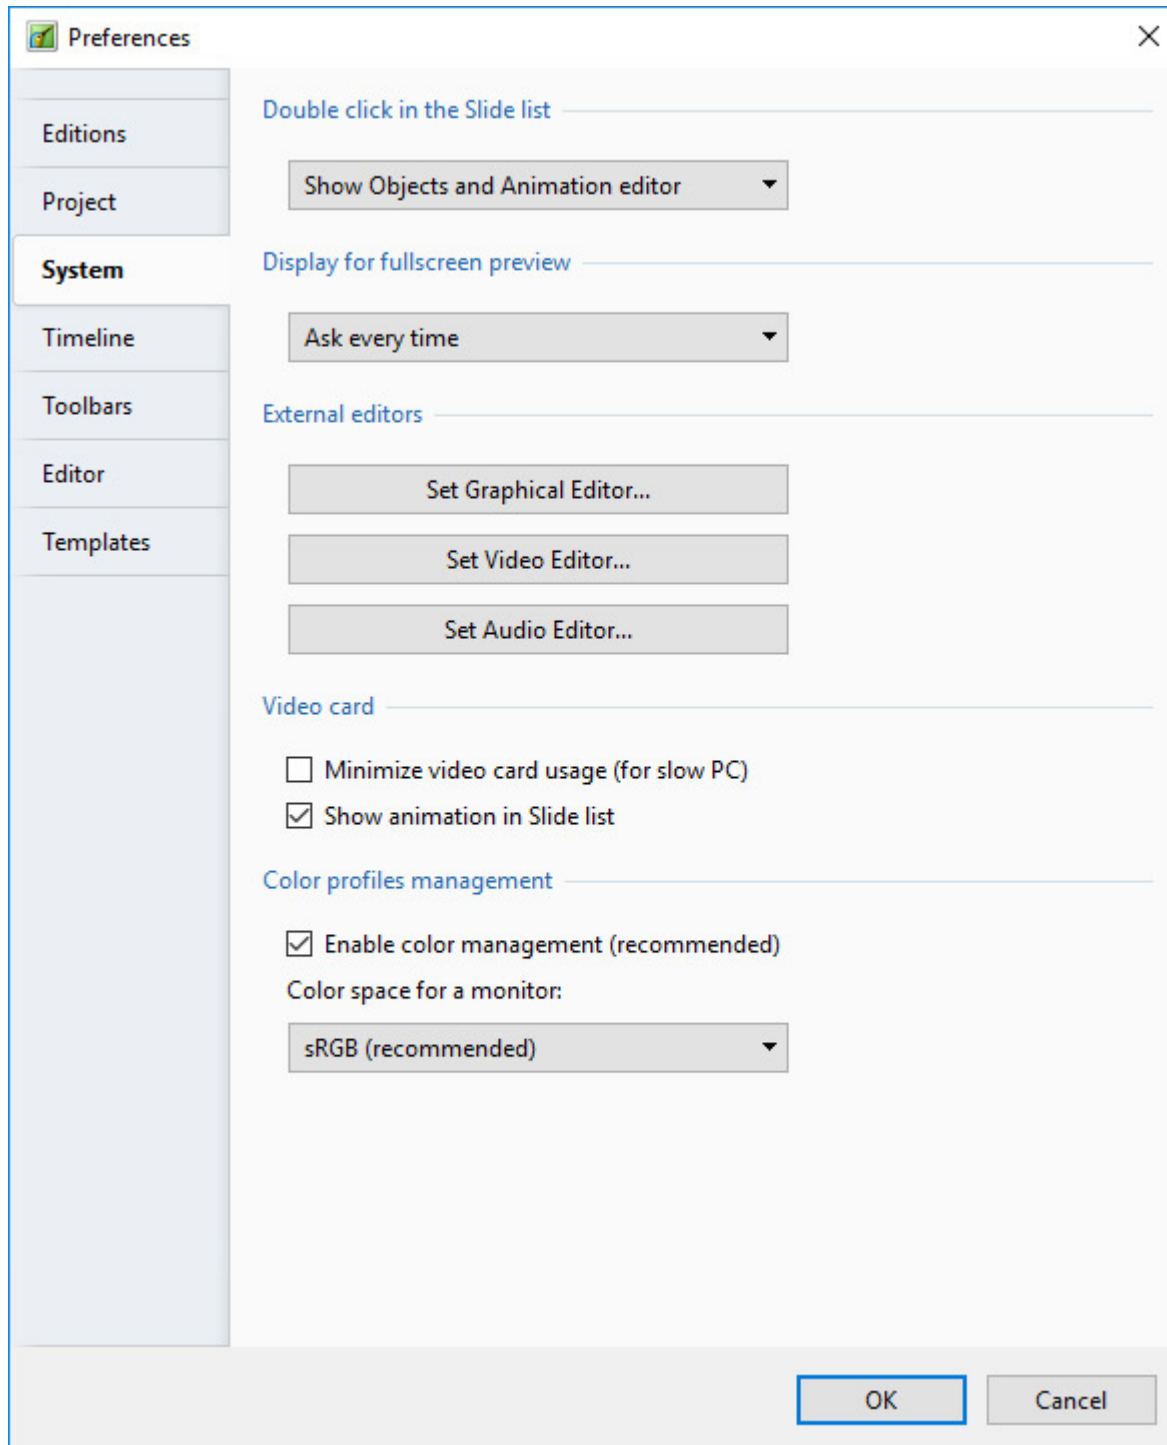 Preferences
Editions
Project
System
Timeline
Toolbars
Editor
Templates
Double click in the Slide list
Show Objects and Animation editor
Display for fullscreen preview
Ask every time
External editors
Set Graphical Editor...
Set Video Editor...
Set Audio Editor...
Video card
Minimize video card usage (for slow PC)
Show animation in Slide list
Color profiles management
Enable color management (recommended)
Color space for a monitor:
sRGB (recommended)
OK
Cancel